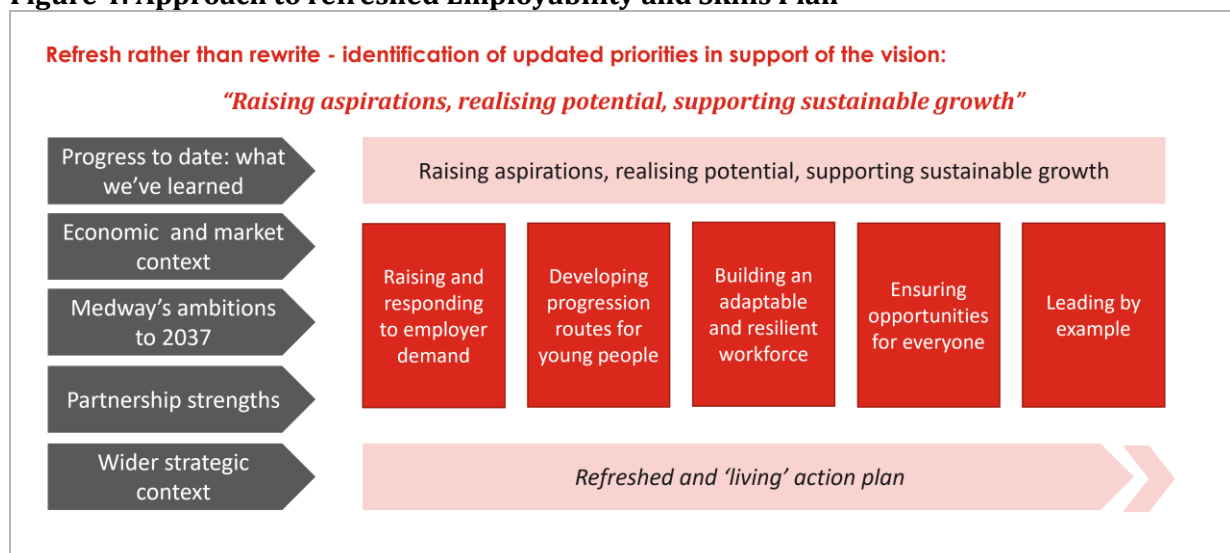 Refresh rather than rewrite - identification of updated priorities in support of the vision:
“Raising aspirations, realising potential, supporting sustainable growth”
Progress to date: what
we’ve learned
Economic and market
context
Medway’s ambitions
to 2037
Partnership strengths
Wider strategic
context
Raising aspirations, realising potential, supporting sustainable growth
Raising and
responding
to employer
demand
Developing
progression
routes for
young people
Building an
adaptable
and resilient
workforce
Ensuring
opportunities
for everyone
Leading by
example
Refreshed and ‘living’ action plan